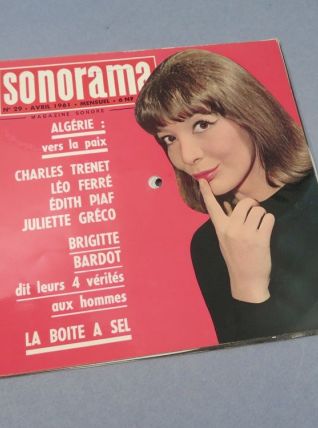 sonorama
N° 29 • AVRIL 1961 • MENSUEL • 6 NF
MAGAZINE SONORE
ALGÉRIE :
vers la paix
CHARLES TRENET
LÉO FERRÉ
ÉDITH PIAF
JULIETTE GRÉCO
BRIGITTE
BARDOT
dit leurs 4 vérités
aux hommes
LA BOITE A SEL